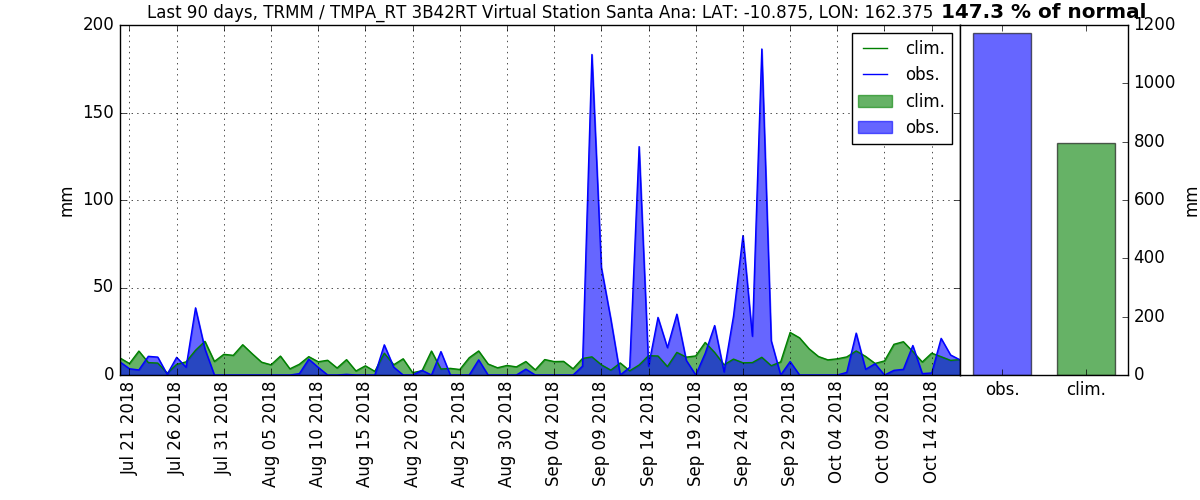 Last 90 days, TRMM / TMPA_RT 3B42RT Virtual Station Santa Ana: LAT: -10.875, LON: 162.375 147.3 % of normal
200
150
100
50
0
mm
clim.
obs.
clim.
obs.
1200
1000
800
600
400
200
0
mm
Jul 21 2018
Jul 26 2018
Jul 31 2018
Aug 05 2018
Aug 10 2018
Aug 15 2018
Aug 20 2018
Aug 25 2018
Aug 30 2018
Sep 04 2018
Sep 09 2018
Sep 14 2018
Sep 19 2018
Sep 24 2018
Sep 29 2018
Oct 04 2018
Oct 09 2018
Oct 14 2018
obs.
clim.